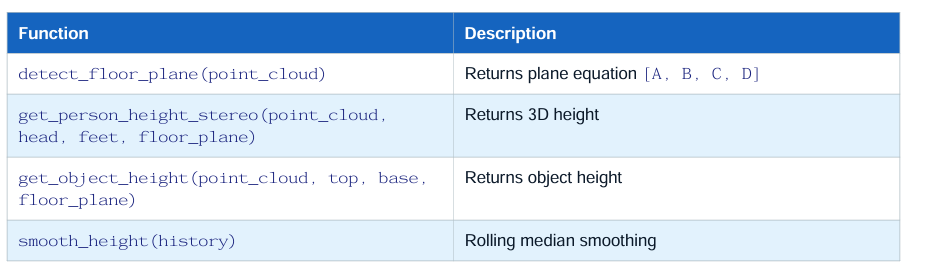 Function Description
detect_floor_plane(point_cloud) Returns plane equation [A, B, C, D]
get_person_height_stereo(point_cloud, Returns 3D height
head, feet, floor_plane)
get_object_height(point_cloud, top, base, Returns object height
floor_plane)
smooth_height(history) Rolling median smoothing